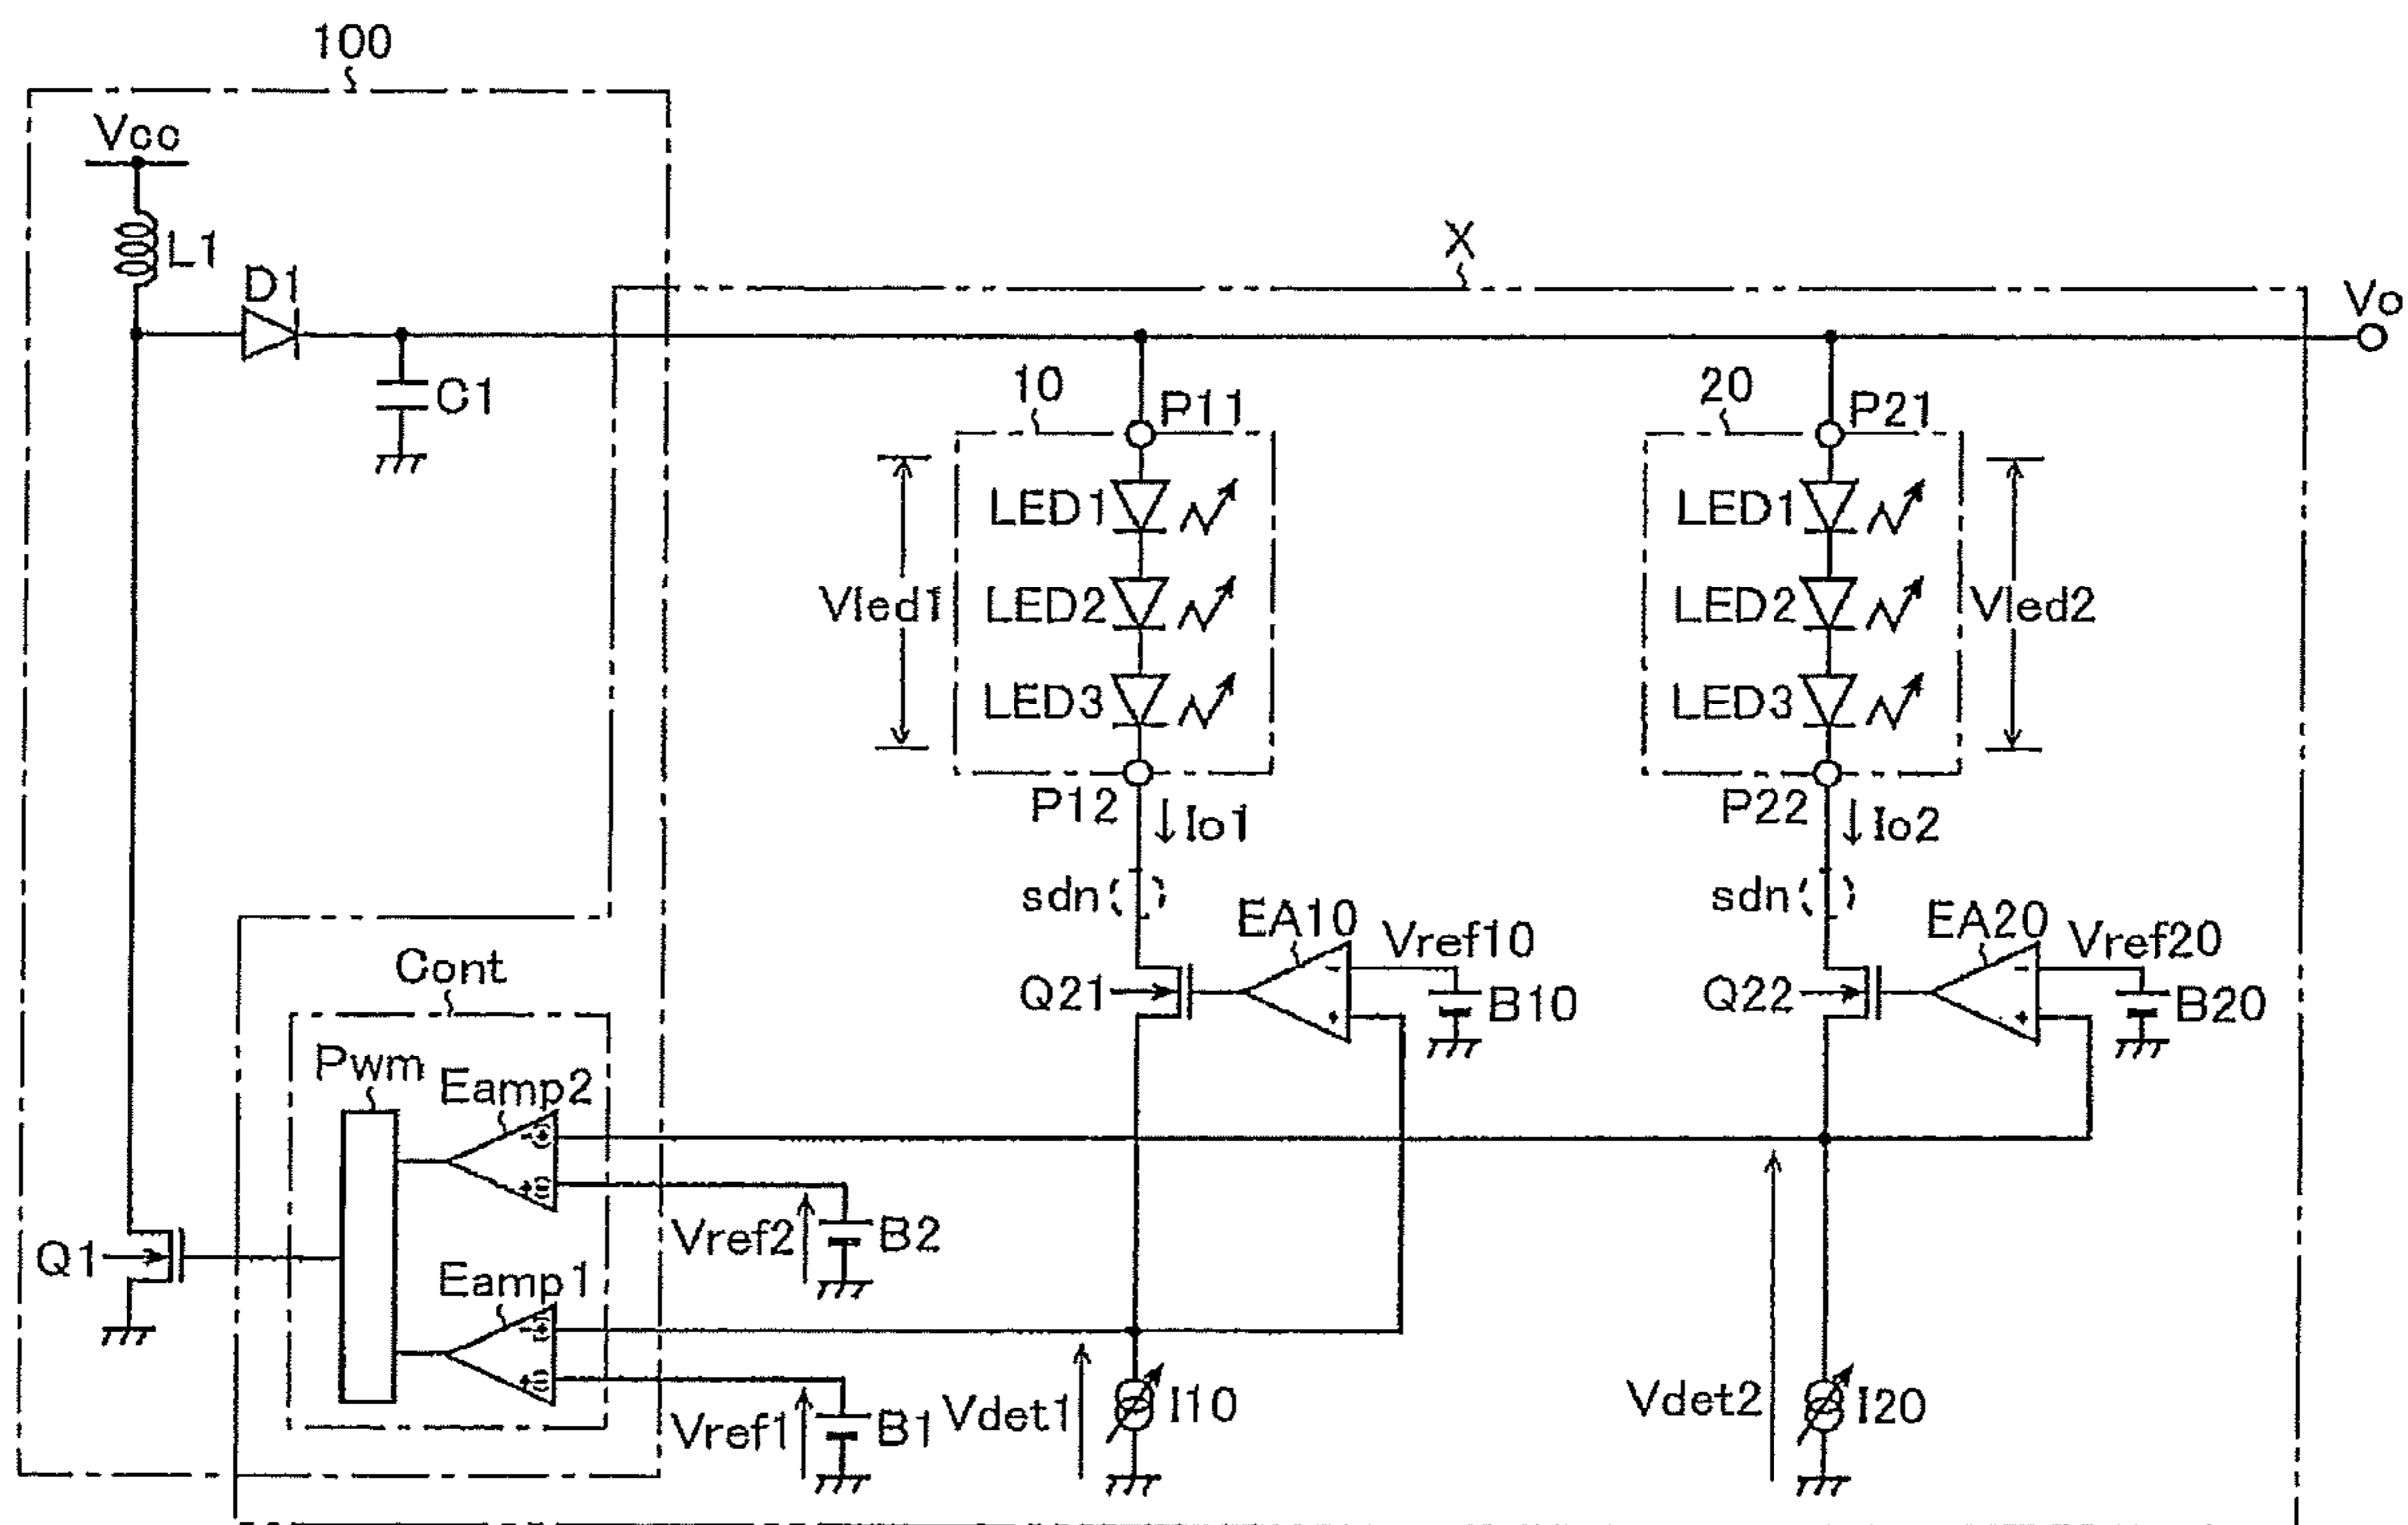 100
Vcc
L1
D1
C1
X
Vo
10
P11
LED1
LED2
LED3
Vled1
P12
Io1
sdn
20
P21
LED1
LED2
LED3
Vled2
P22
Io2
sdn
EA10
Vref10
Q21
- +
B10
EA20
Vref20
Q22
- +
B20
Cont
Pwm
Eamp2
-(+)
+(-)
Vref2
B2
Q1
Eamp1
-(+)
+(-)
Vref1
B1
Vdet1
I10
Vdet2
I20